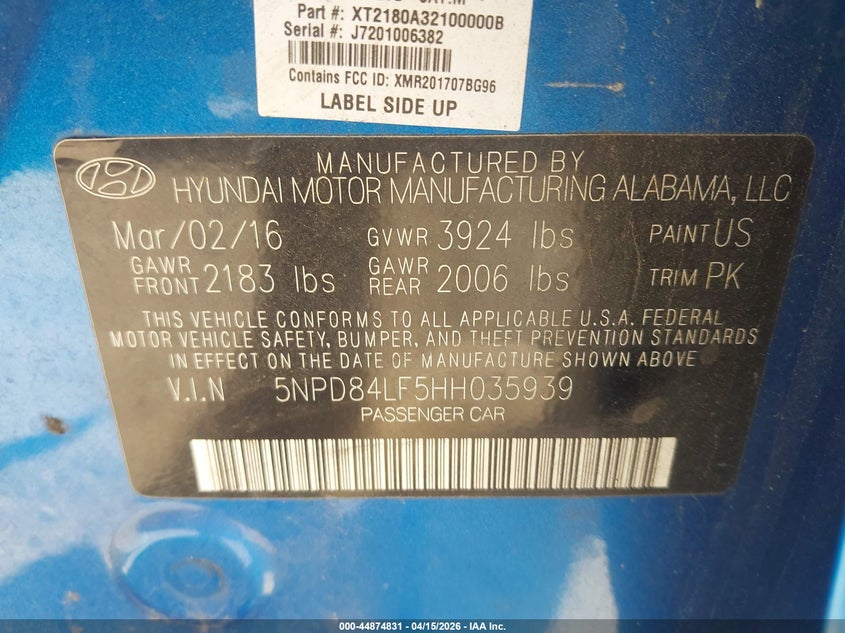 Part #: XT2180A32100000B
Serial #: J7201006382
Contains FCC ID: XMR201707BG96
LABEL SIDE UP
MANUFACTURED BY
HYUNDAI MOTOR MANUFACTURING ALABAMA, LLC
Mar/02/16 GVWR 3924 lbs PAINT US
GAWR FRONT 2183 lbs GAWR REAR 2006 lbs TRIM PK
THIS VEHICLE CONFORMS TO ALL APPLICABLE U.S.A. FEDERAL
MOTOR VEHICLE SAFETY, BUMPER, AND THEFT PREVENTION STANDARDS
IN EFFECT ON THE DATE OF MANUFACTURE SHOWN ABOVE
V.I.N 5NPD84LF5HH035939
PASSENGER CAR
000-44874831 - 04/15/2026 - IAA Inc.